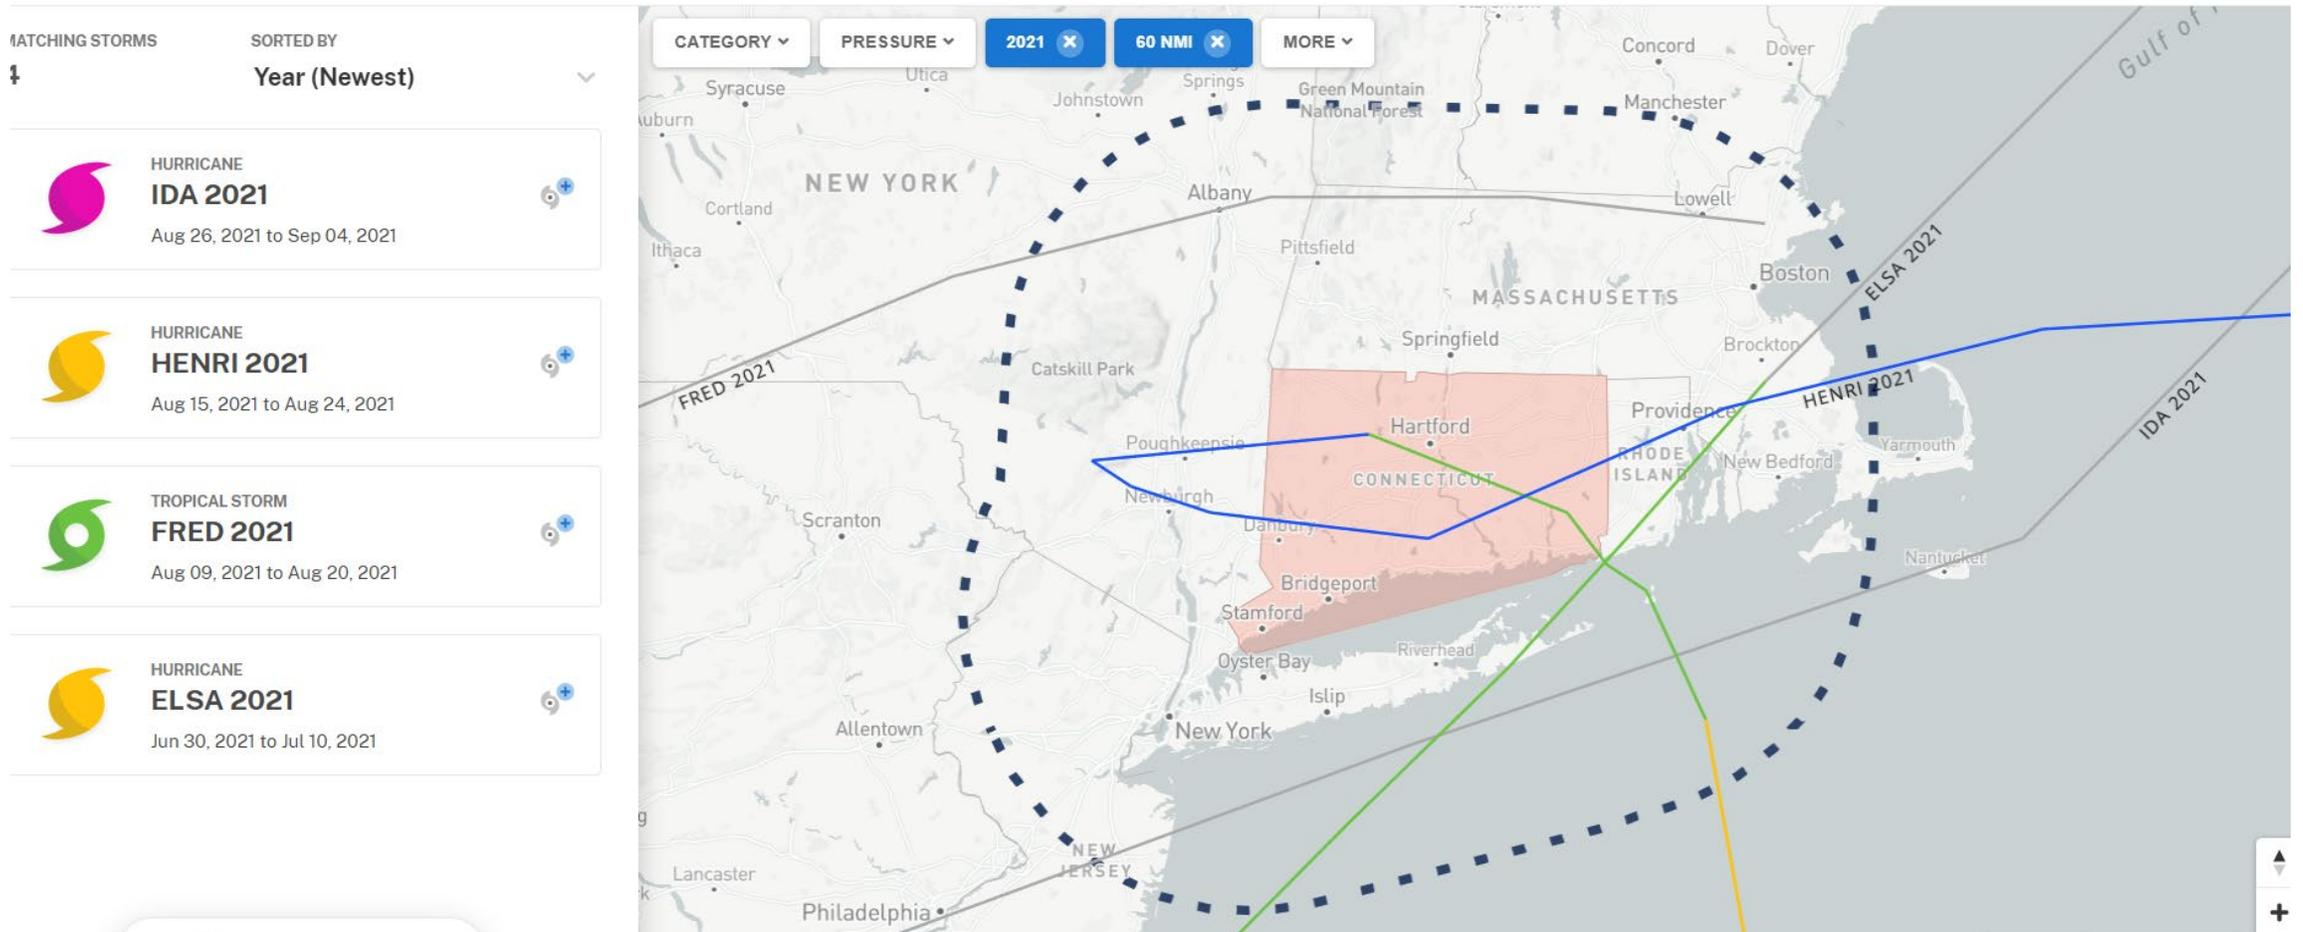 MATCHING STORMS
SORTED BY
4
Year (Newest)
HURRICANE
IDA 2021
Aug 26, 2021 to Sep 04, 2021
HURRICANE
HENRI 2021
Aug 15, 2021 to Aug 24, 2021
TROPICAL STORM
FRED 2021
Aug 09, 2021 to Aug 20, 2021
HURRICANE
ELSA 2021
Jun 30, 2021 to Jul 10, 2021
CATEGORY
PRESSURE
2021
60 NMI
MORE
Concord
Dover
Gulf of
Utica
Springs
Syracuse
Johnstown
Green Mountain
National Forest
Manchester
Auburn
NEW YORK
Albany
Lowell
Cortland
Ithaca
Pittsfield
ELSA 2021
Boston
MASSACHUSETTS
Springfield
Brockton
Catskill Park
FRED 2021
HENRI 2021
IDA 2021
Providence
Hartford
Poughkeepsie
Yarmouth
RHODE
ISLAND
New Bedford
CONNECTICUT
Newburgh
Danbury
Scranton
Nantucket
Bridgeport
Stamford
Riverhead
Oyster Bay
Islip
New York
Allentown
NEW
JERSEY
Lancaster
Philadelphia